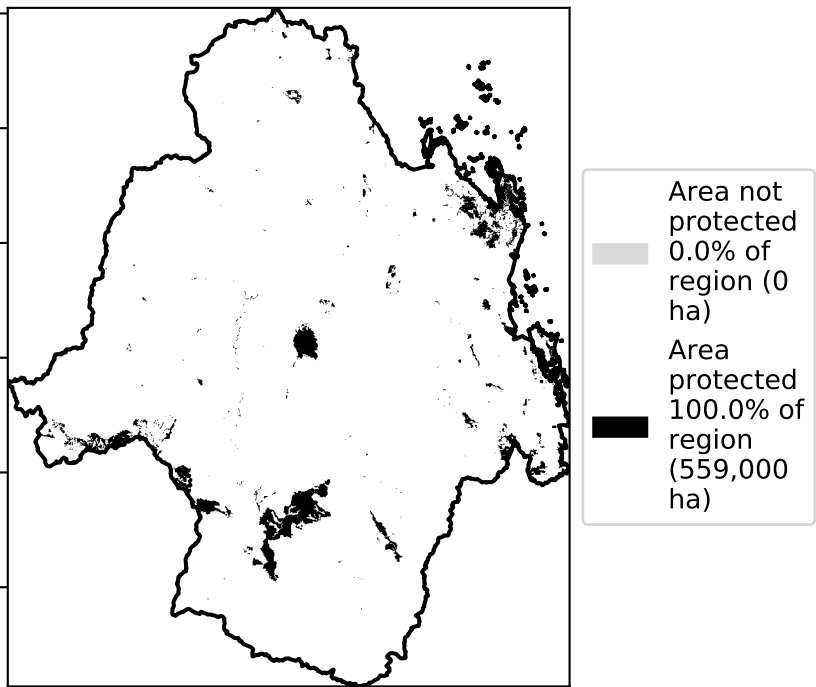 Area not
protected
0.0% of
region (0
ha)
Area
protected
100.0% of
region
(559,000
ha)